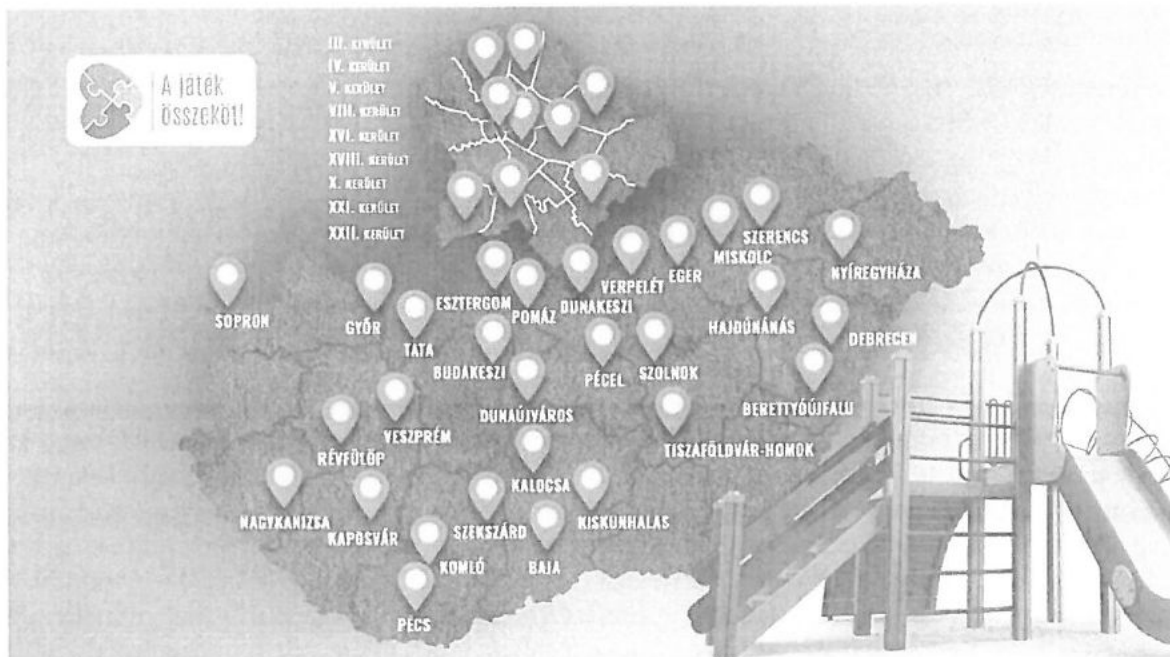 A játék
összeköt!
III. KERÜLET
IV. KERÜLET
V. KERÜLET
VIII. KERÜLET
XVI. KERÜLET
XVIII. KERÜLET
X. KERÜLET
XXI. KERÜLET
XXII. KERÜLET
SZERENCS
MISKOLC
NYÍREGYHÁZA
EGER
VERPELÉT
DUNAKESZI
POMÁZ
ESZTERGOM
SOPRON
GYŐR
TATA
HAJDÚNÁNÁS
DEBRECEN
BUDAKESZI
PÉCEL
SZOLNOK
BERETTYÓÚJFALU
DUNAÚJVÁROS
VESZPRÉM
TISZAFÖLDVÁR-HOMOK
RÉVFÜLÖP
KALOCSA
NAGYKANIZSA
KAPOSVÁR
SZEKSZÁRD
KISKUNHALAS
KOMLÓ
BAJA
PÉCS